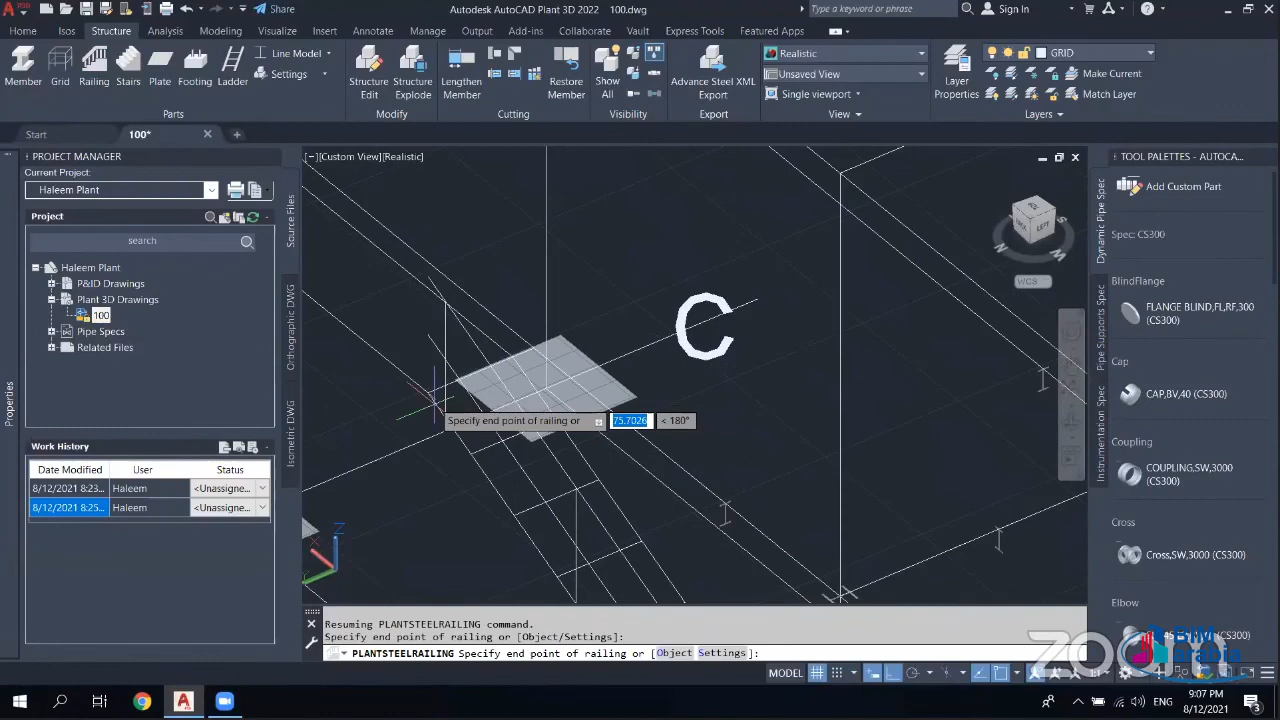 Share
Autodesk AutoCAD Plant 3D 2022 100.dwg
Type a keyword or phrase
Sign In
Home Isos Structure Analysis Modeling Visualize Insert Annotate Manage Output Add-ins Collaborate Vault Express Tools Featured Apps
Member
Grid
Railing
Stairs
Plate
Footing
Ladder
Line Model
Settings
Parts
Structure
Edit
Structure
Explode
Modify
Lengthen
Member
Restore
Member
Cutting
Show
All
Visibility
Advance Steel XML
Export
Export
Realistic
Unsaved View
Single viewport
View
Layer
Properties
GRID
Make Current
Match Layer
Layers
Start
100*
PROJECT MANAGER
Current Project:
Haleem Plant
Project
search
Haleem Plant
P&ID Drawings
Plant 3D Drawings
100
Pipe Specs
Related Files
Work History
Date Modified User Status
8/12/2021 8:23... Haleem <Unassigne...
8/12/2021 8:25... Haleem <Unassigne...
Properties
Source Files
Orthographic DWG
Isometric DWG
[−][Custom View][Realistic]
C
LEFT
N
S
WCS
Specify end point of railing or 75.7026 < 180°
Z
X
Resuming PLANTSTEELRAILING command.
Specify end point of railing or [Object/Settings]:
PLANTSTEELRAILING Specify end point of railing or [Object Settings]:
TOOL PALETTES - AUTOCA...
Dynamic Pipe Spec
Pipe Supports Spec
Instrumentation Spec
Add Custom Part
Spec: CS300
BlindFlange
FLANGE BLIND,FL,RF,300
(CS300)
Cap
CAP,BV,40 (CS300)
Coupling
COUPLING,SW,3000
(CS300)
Cross
Cross,SW,3000 (CS300)
Elbow
zoom
BIM
arabia
MODEL
ENG
9:07 PM
8/12/2021
3